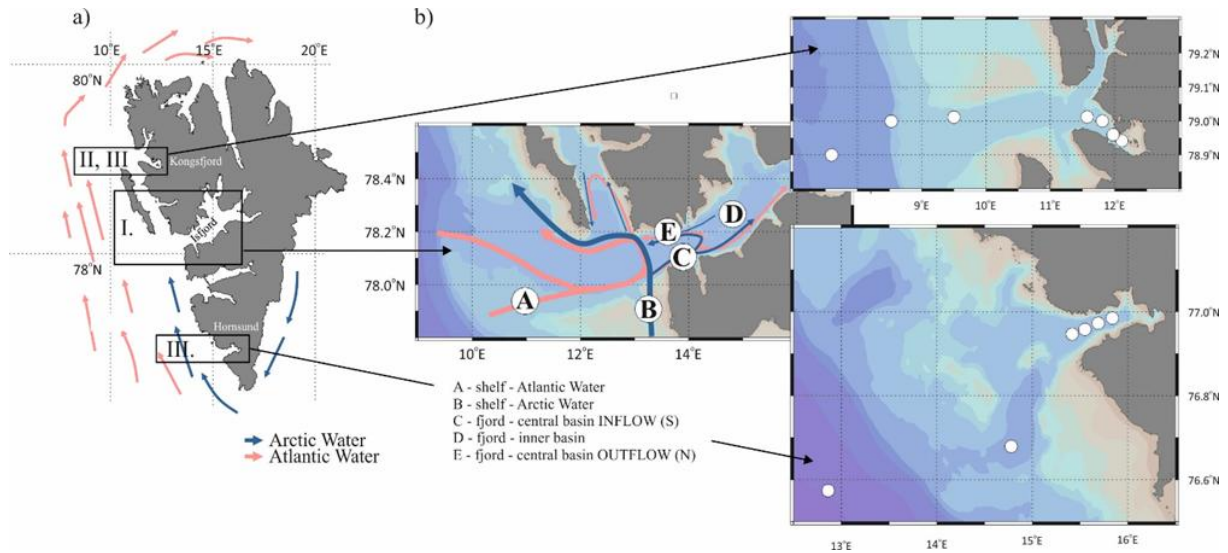 a)
10°E
15°E
20°E
80°N
II, III
Kongsfjord
I.
Isfjord
78°N
Hornsund
III.
Arctic Water
Atlantic Water
b)
78.4°N
78.2°N
78.0°N
A
B
C
D
E
10°E
12°E
14°E
A - shelf - Atlantic Water
B - shelf - Arctic Water
C - fjord - central basin INFLOW (S)
D - fjord - inner basin
E - fjord - central basin OUTFLOW (N)
79.2°N
79.0°N
78.9°N
9°E
10°E
11°E
12°E
77.0°N
76.8°N
76.6°N
13°E
14°E
15°E
16°E